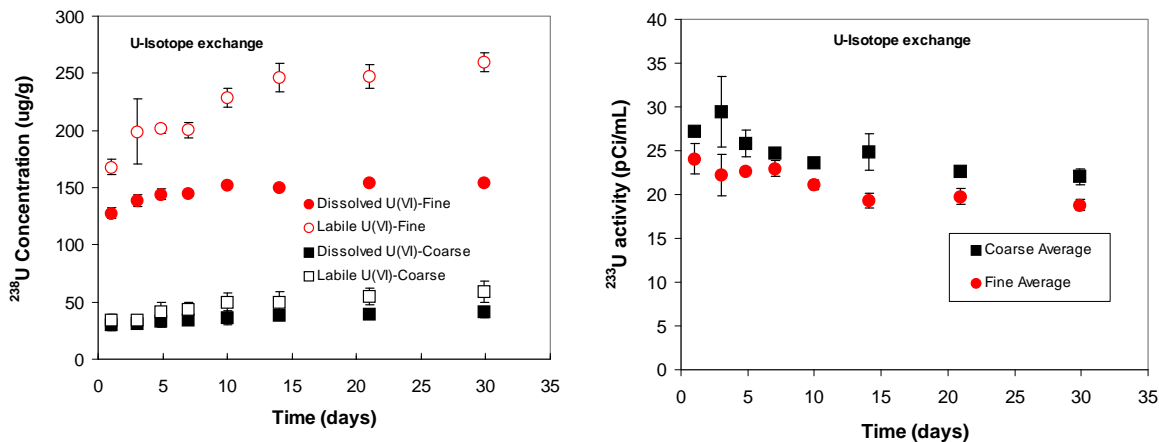 U-Isotope exchange
300
250
200
150
100
50
0
0 5 10 15 20 25 30 35
²³⁸U Concentration (ug/g)
Time (days)
Dissolved U(VI)-Fine
Labile U(VI)-Fine
Dissolved U(VI)-Coarse
Labile U(VI)-Coarse
U-Isotope exchange
40
35
30
25
20
15
10
5
0
0 5 10 15 20 25 30 35
²³³U activity (pCi/mL)
Time (days)
Coarse Average
Fine Average